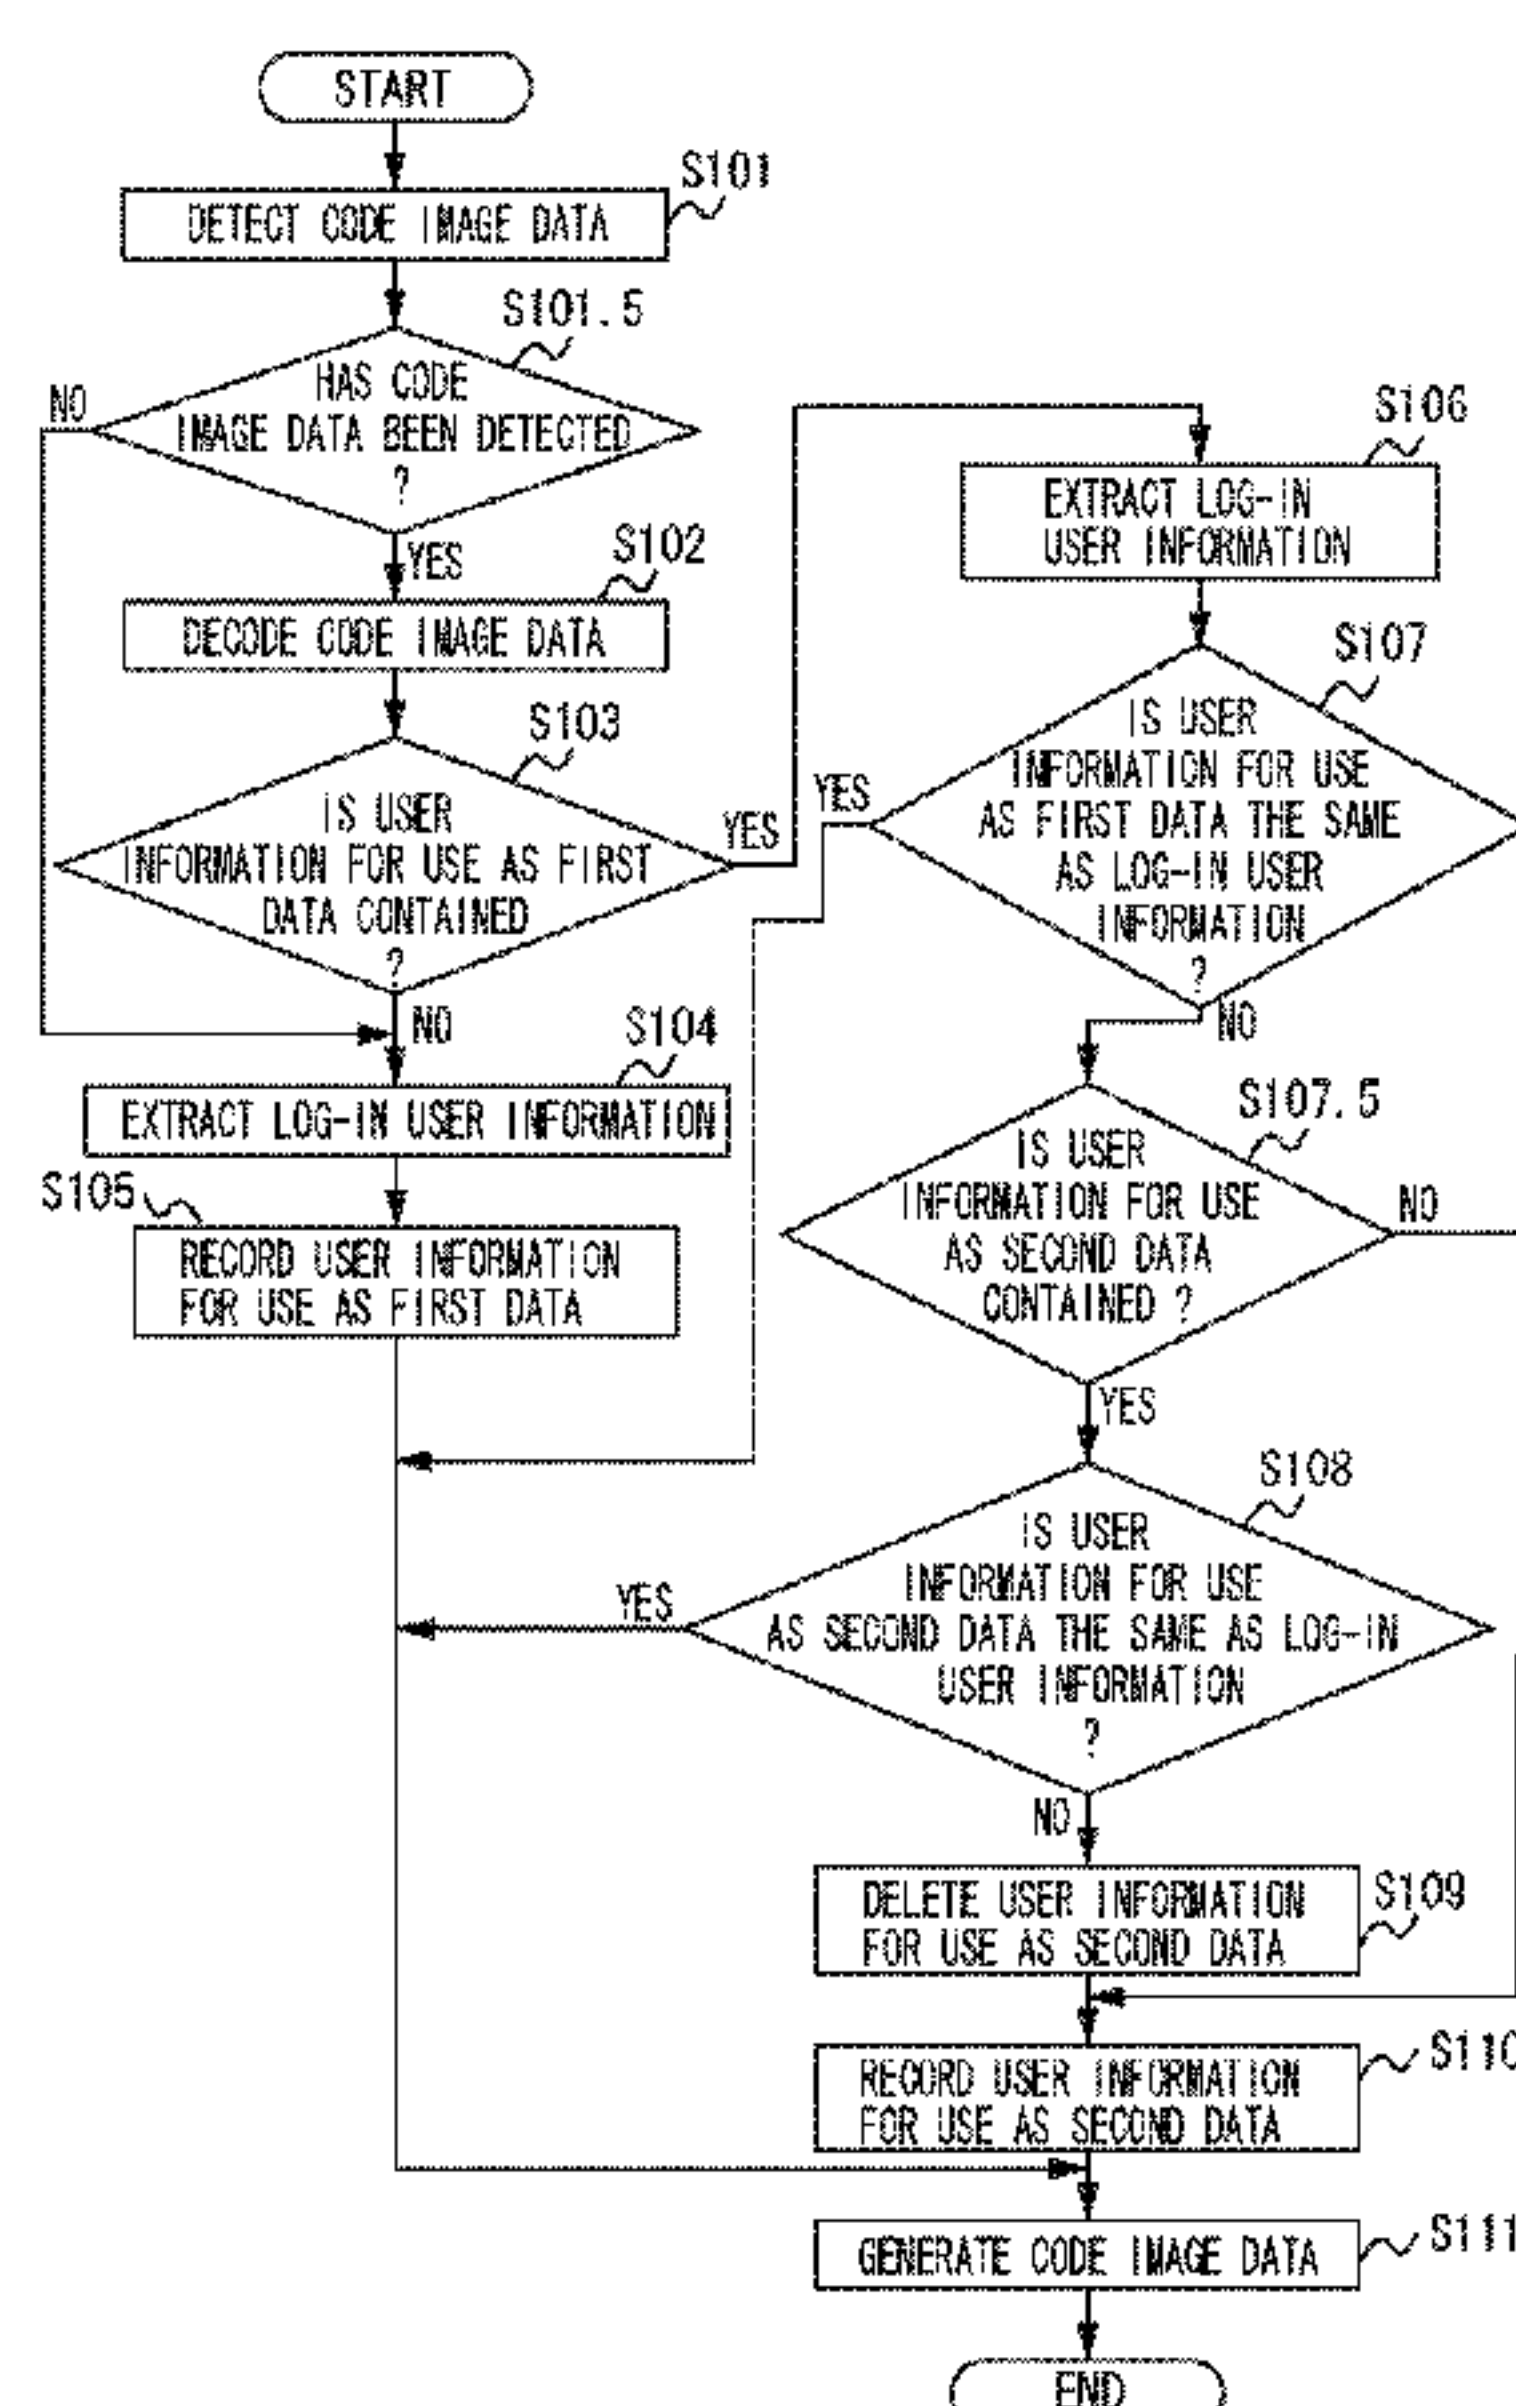 START
S101
DETECT CODE IMAGE DATA
S101.5
HAS CODE
IMAGE DATA BEEN DETECTED
?
NO
YES
S102
DECODE CODE IMAGE DATA
S103
IS USER
INFORMATION FOR USE AS FIRST
DATA CONTAINED
?
YES
NO
S104
EXTRACT LOG-IN USER INFORMATION
S105
RECORD USER INFORMATION
FOR USE AS FIRST DATA
S106
EXTRACT LOG-IN
USER INFORMATION
S107
IS USER
INFORMATION FOR USE
AS FIRST DATA THE SAME
AS LOG-IN USER
INFORMATION
?
YES
NO
S107.5
IS USER
INFORMATION FOR USE
AS SECOND DATA
CONTAINED ?
NO
YES
S108
IS USER
INFORMATION FOR USE
AS SECOND DATA THE SAME AS LOG-IN
USER INFORMATION
?
YES
NO
S109
DELETE USER INFORMATION
FOR USE AS SECOND DATA
S110
RECORD USER INFORMATION
FOR USE AS SECOND DATA
S111
GENERATE CODE IMAGE DATA
END